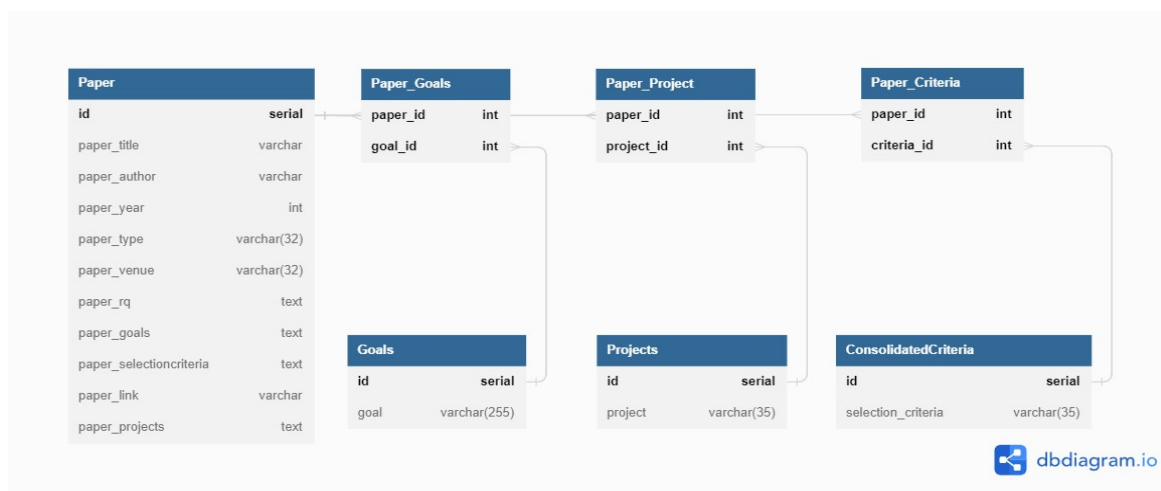 Paper
id serial
paper_title varchar
paper_author varchar
paper_year int
paper_type varchar(32)
paper_venue varchar(32)
paper_rq text
paper_goals text
paper_selectioncriteria text
paper_link varchar
paper_projects text
Paper_Goals
paper_id int
goal_id int
Paper_Project
paper_id int
project_id int
Paper_Criteria
paper_id int
criteria_id int
Goals
id serial
goal varchar(255)
Projects
id serial
project varchar(35)
ConsolidatedCriteria
id serial
selection_criteria varchar(35)
dbdiagram.io